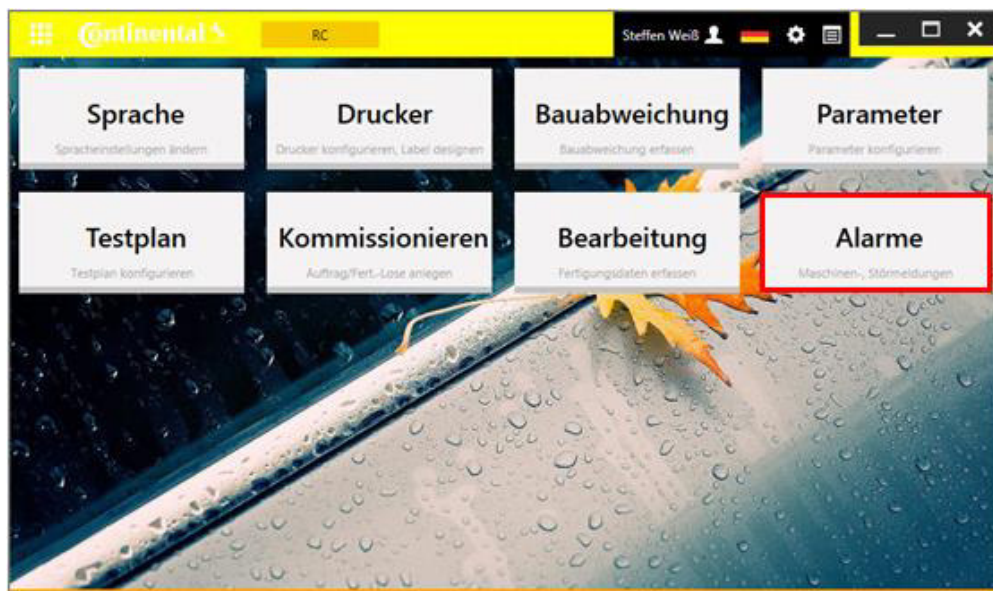 Continental
RC
Steffen Weiß
Sprache
Spracheinstellungen ändern
Drucker
Drucker konfigurieren, Label designen
Bauabweichung
Bauabweichung erfassen
Parameter
Parameter konfigurieren
Testplan
Testplan konfigurieren
Kommissionieren
Auftrag/Fert.-Lose anlegen
Bearbeitung
Fertigungsdaten erfassen
Alarme
Maschinen-, Störmeldungen